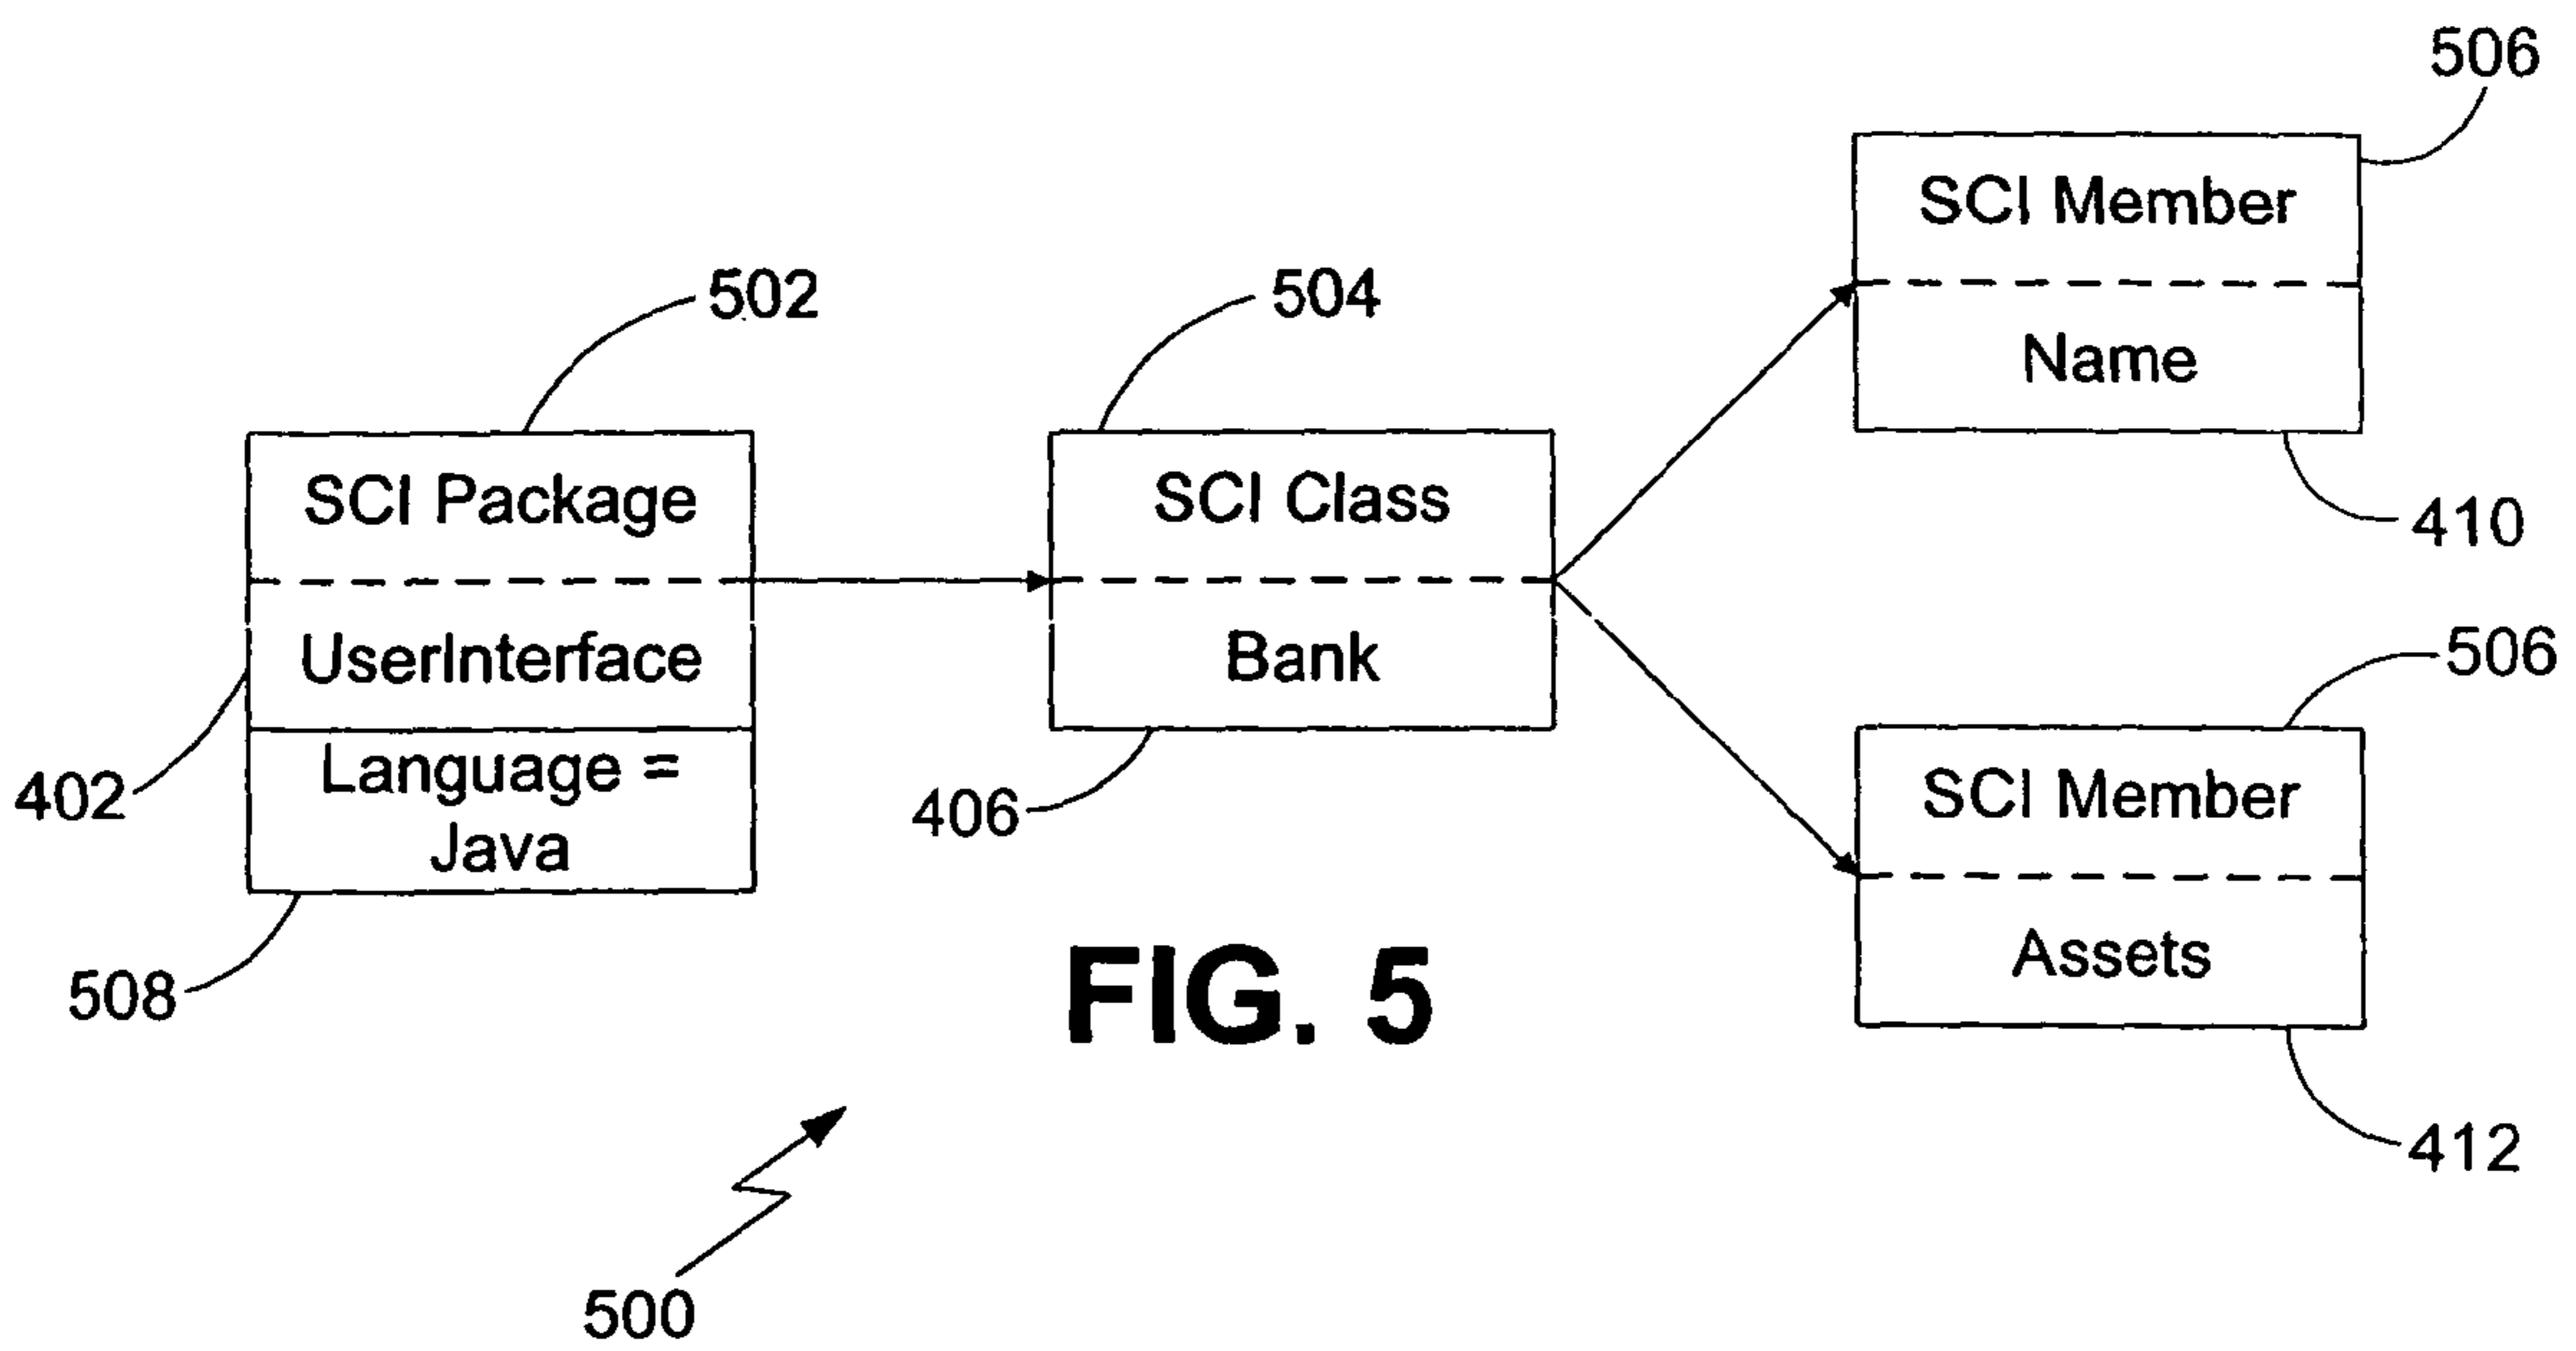 506
SCI Member
502
504
Name
SCI Package
SCI Class
410
UserInterface
Bank
506
Language =
402
406
SCI Member
Java
508
FIG. 5
Assets
412
500